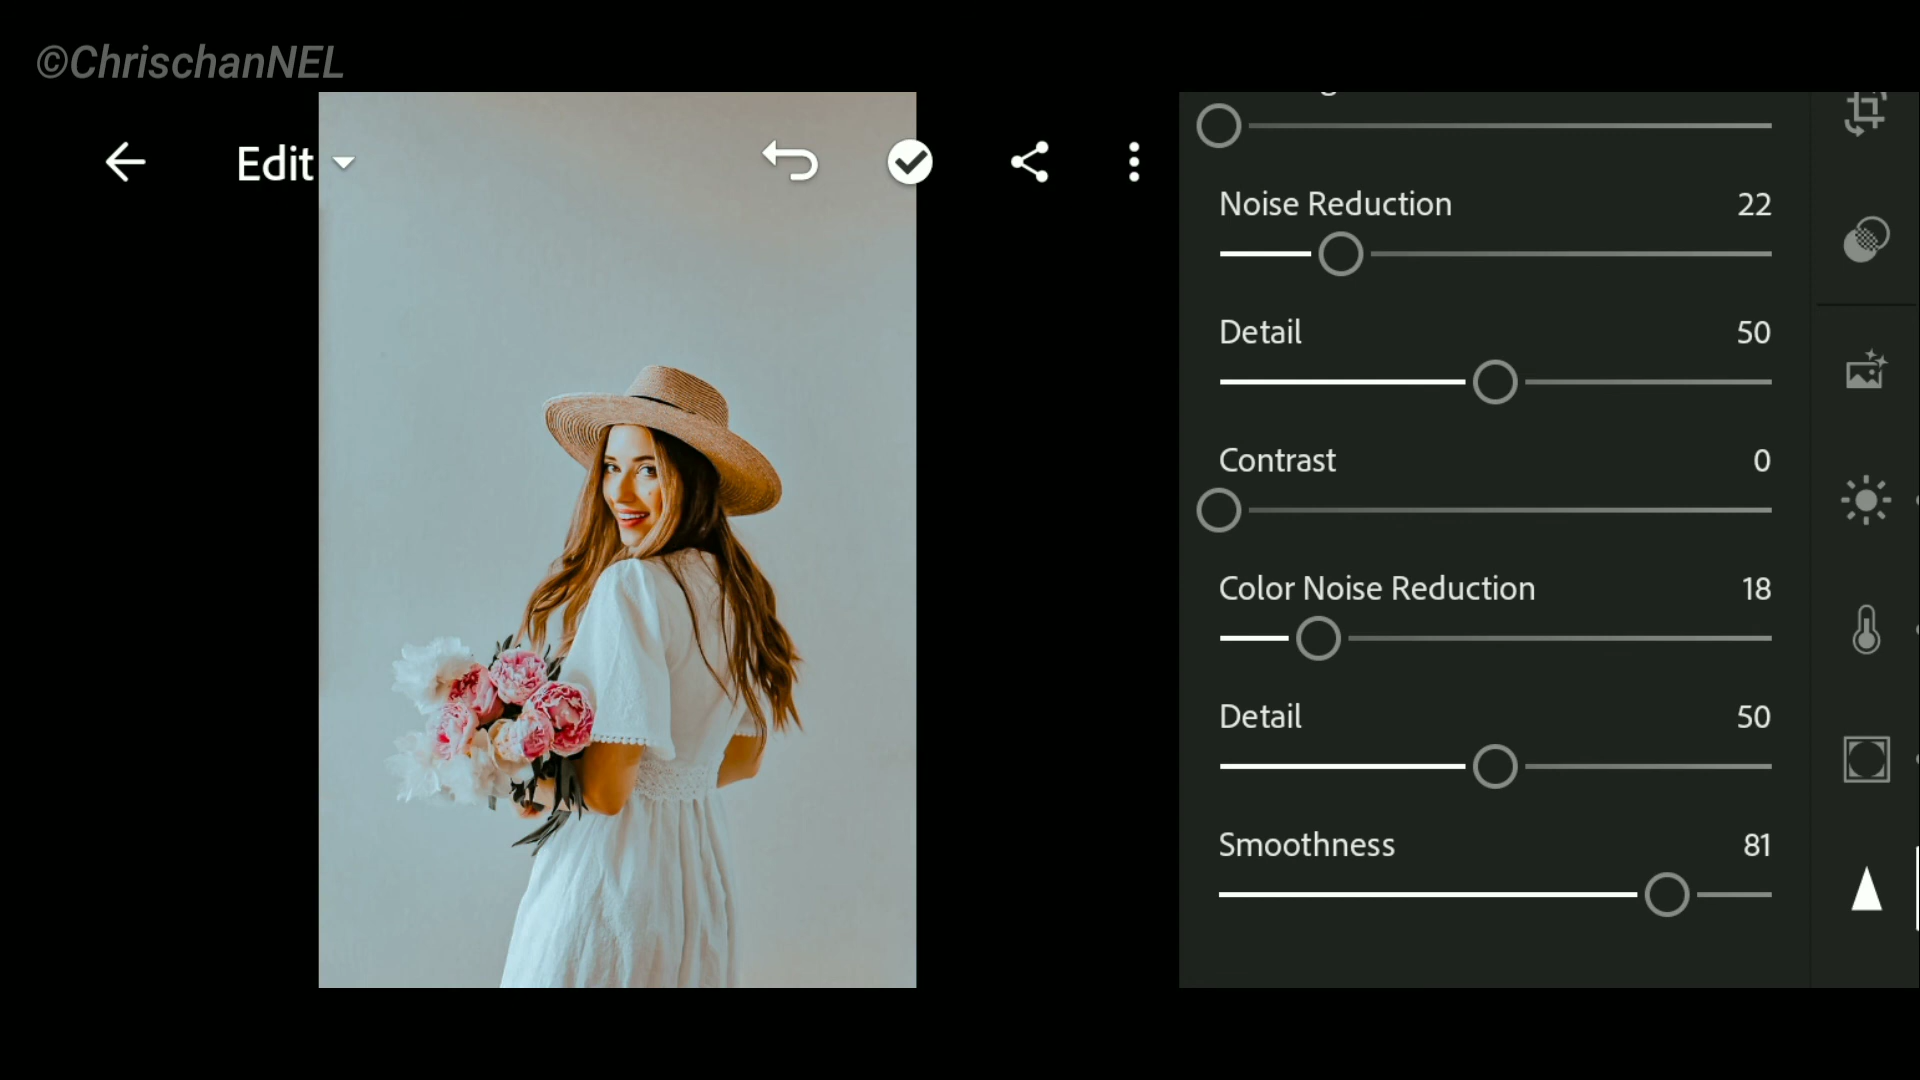 ©ChrischanNEL
Edit
Noise Reduction 22
Detail 50
Contrast 0
Color Noise Reduction 18
Detail 50
Smoothness 81